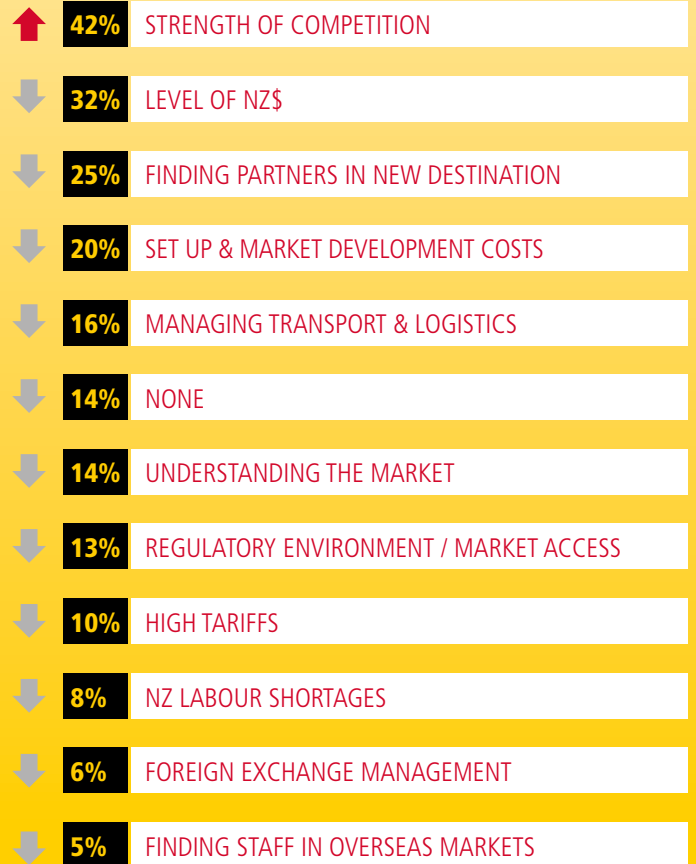 42% STRENGTH OF COMPETITION
32% LEVEL OF NZ$
25% FINDING PARTNERS IN NEW DESTINATION
20% SET UP & MARKET DEVELOPMENT COSTS
16% MANAGING TRANSPORT & LOGISTICS
14% NONE
14% UNDERSTANDING THE MARKET
13% REGULATORY ENVIRONMENT / MARKET ACCESS
10% HIGH TARIFFS
8% NZ LABOUR SHORTAGES
6% FOREIGN EXCHANGE MANAGEMENT
5% FINDING STAFF IN OVERSEAS MARKETS